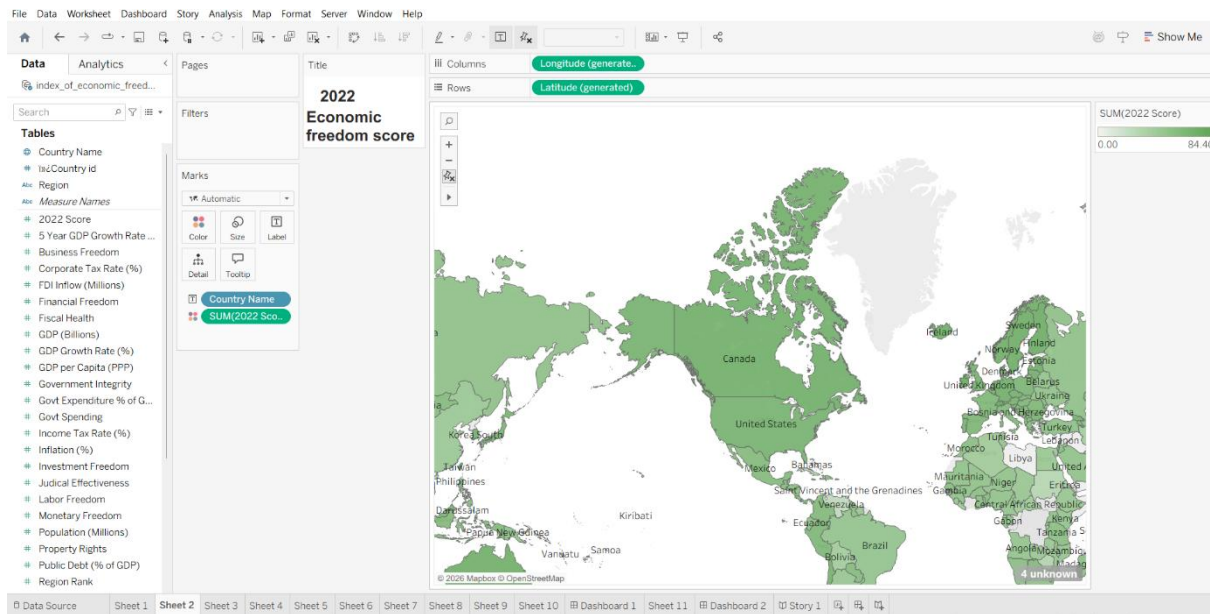 File Data Worksheet Dashboard Story Analysis Map Format Server Window Help
Show Me
Data Analytics
index_of_economic_freed...
Search
Tables
Country Name
ï»¿Country id
Abc Region
Abc Measure Names
# 2022 Score
# 5 Year GDP Growth Rate ...
# Business Freedom
# Corporate Tax Rate (%)
# FDI Inflow (Millions)
# Financial Freedom
# Fiscal Health
# GDP (Billions)
# GDP Growth Rate (%)
# GDP per Capita (PPP)
# Government Integrity
# Govt Expenditure % of G...
# Govt Spending
# Income Tax Rate (%)
# Inflation (%)
# Investment Freedom
# Judical Effectiveness
# Labor Freedom
# Monetary Freedom
# Population (Millions)
# Property Rights
# Public Debt (% of GDP)
# Region Rank
Pages
Filters
Marks
Automatic
Color Size Label
Detail Tooltip
Country Name
SUM(2022 Sco..
Title
2022
Economic
freedom score
Columns Longitude (generate..
Rows Latitude (generated)
SUM(2022 Score)
0.00 84.40
Iceland
Sweden
Finland
Norway
Estonia
Denmark
Canada
United Kingdom
Belarus
Ukraine
Bosnia and Herzegovina
United States
Turkey
Korea South
Tunisia
Lebanon
Morocco
Libya
Taiwan
Mexico
Bahamas
United A
Philippines
Mauritania
Niger
Eritrea
Saint Vincent and the Grenadines
Gambia
Venezuela
Central African Republic
Darussalam
Kiribati
Gabon
Kenya
Ecuador
Papua New Guinea
Tanzania
Brazil
Vanuatu
Samoa
Bolivia
Angola
Mozambiq
Madag
© 2026 Mapbox © OpenStreetMap
4 unknown
Data Source Sheet 1 Sheet 2 Sheet 3 Sheet 4 Sheet 5 Sheet 6 Sheet 7 Sheet 8 Sheet 9 Sheet 10 Dashboard 1 Sheet 11 Dashboard 2 Story 1